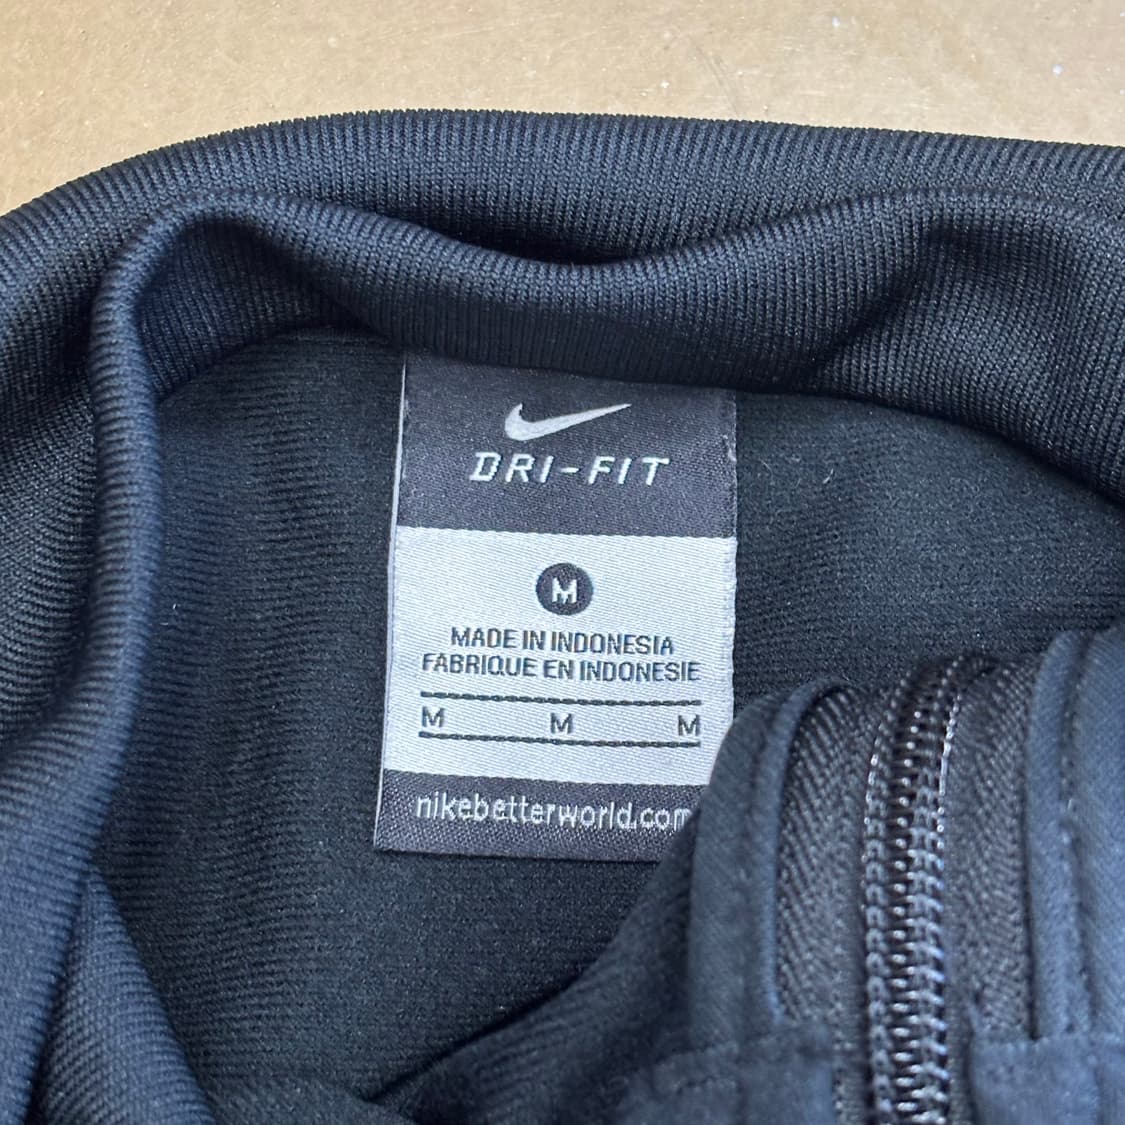 DRI-FIT
M
MADE IN INDONESIA
FABRIQUE EN INDONESIE
M M M
nikebetterworld.com